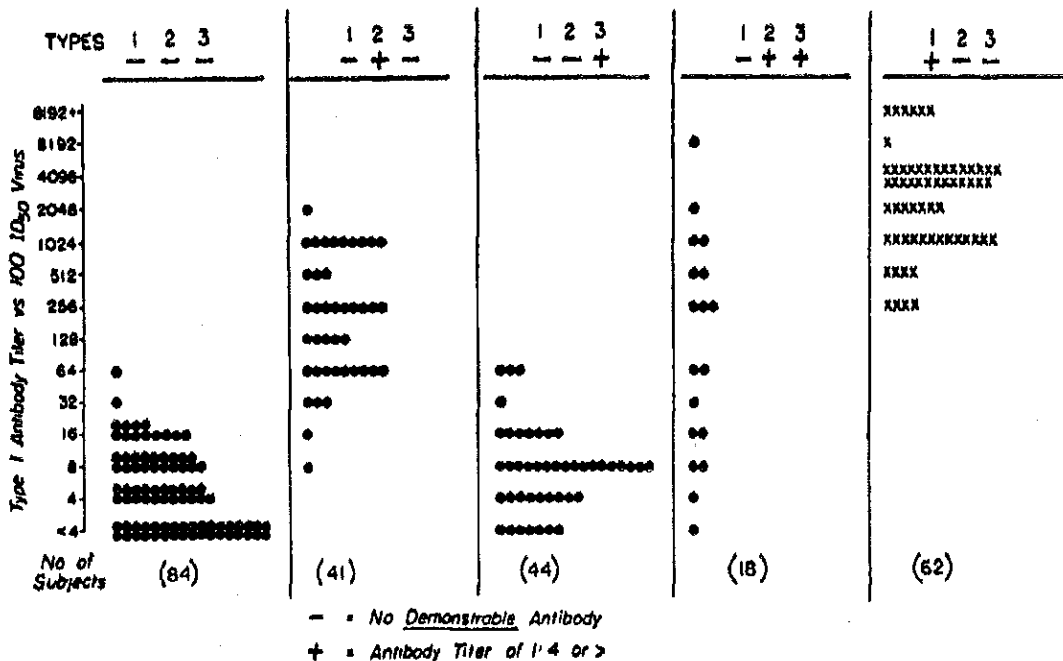 TYPES 1 2 3 1 2 3 1 2 3 1 2 3 1 2 3
- - - - + - - - + - + + + - -
Type 1 Antibody Titer vs 100 ID50 Virus
8192+
8192
4096
2048
1024
512
256
128
64
32
16
8
4
<4
No of
Subjects
(84) (41) (44) (18) (62)
- = No Demonstrable Antibody
+ = Antibody Titer of 1:4 or >